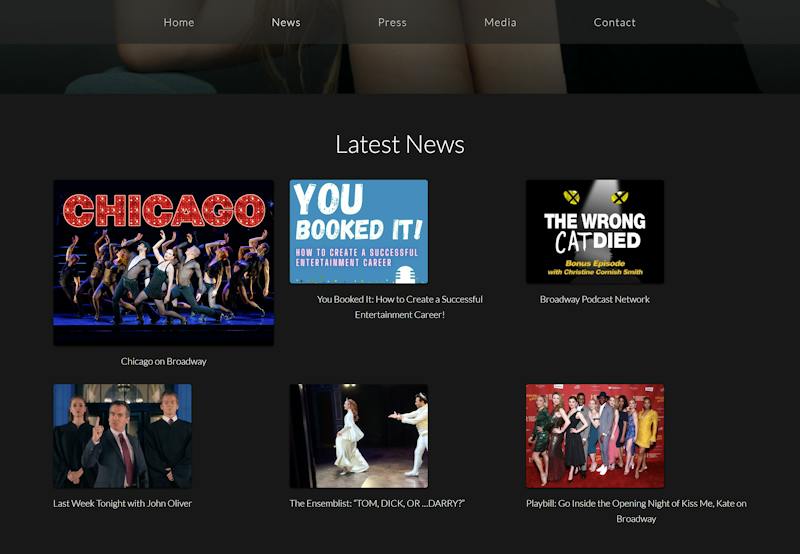 Home
News
Press
Media
Contact
Latest News
CHICAGO
YOU
BOOKED IT!
HOW TO CREATE A SUCCESSFUL
ENTERTAINMENT CAREER
THE WRONG
CAT DIED
Bonus Episode
with Christine Cornish Smith
You Booked It: How to Create a Successful
Entertainment Career!
Broadway Podcast Network
Chicago on Broadway
Last Week Tonight with John Oliver
The Ensemblist: “TOM, DICK, OR ...DARRY?”
Playbill: Go Inside the Opening Night of Kiss Me, Kate on
Broadway